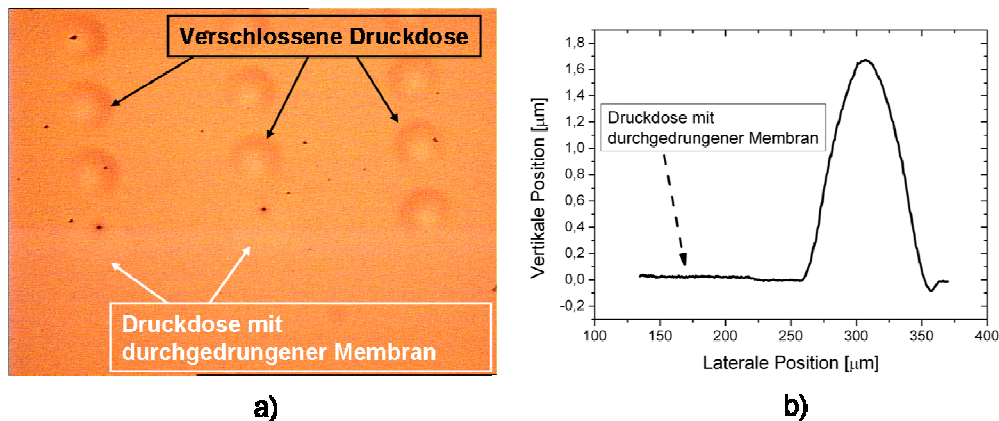 Verschlossene Druckdose
Druckdose mit
durchgedrungener Membran
a)
1,8
1,6
1,4
1,2
1,0
0,8
0,6
0,4
0,2
0,0
-0,2
Vertikale Position [μm]
Druckdose mit
durchgedrungener Membran
100 150 200 250 300 350 400
Laterale Position [μm]
b)